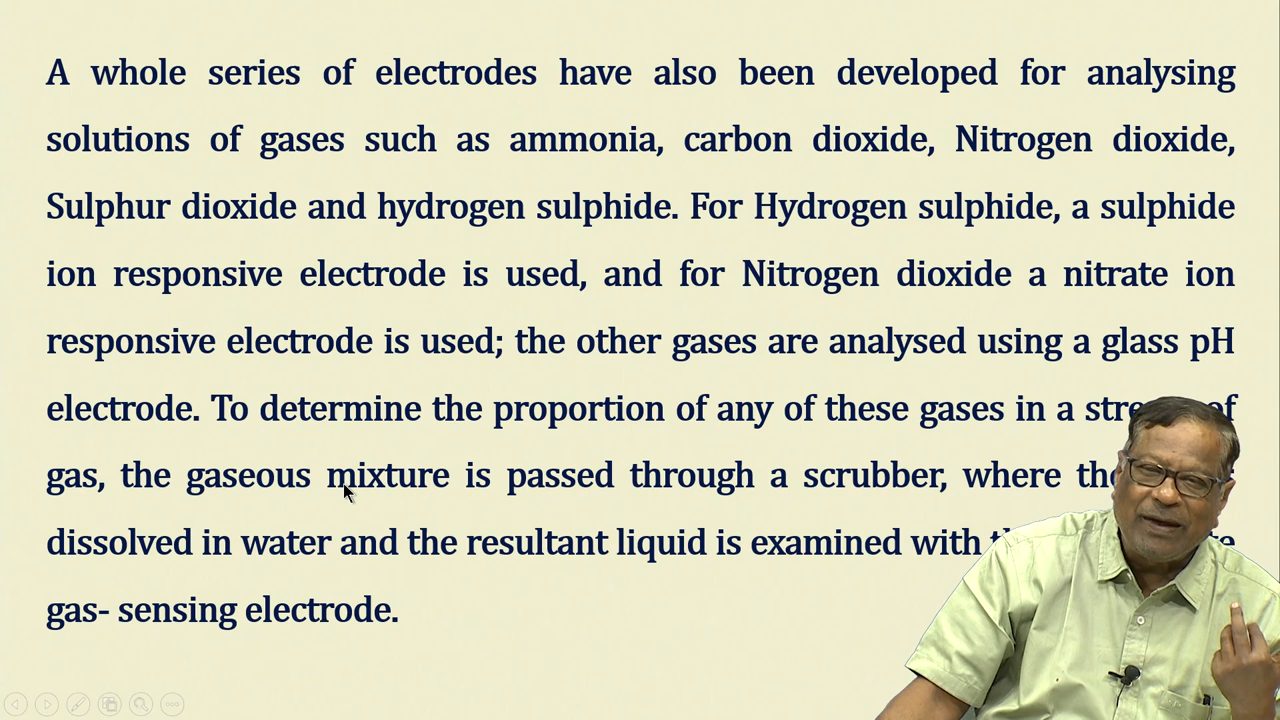 A whole series of electrodes have also been developed for analysing
solutions of gases such as ammonia, carbon dioxide, Nitrogen dioxide,
Sulphur dioxide and hydrogen sulphide. For Hydrogen sulphide, a sulphide
ion responsive electrode is used, and for Nitrogen dioxide a nitrate ion
responsive electrode is used; the other gases are analysed using a glass pH
electrode. To determine the proportion of any of these gases in a
gas, the gaseous mixture is passed through a scrubber, where
dissolved in water and the resultant liquid is examined with
gas- sensing electrode.